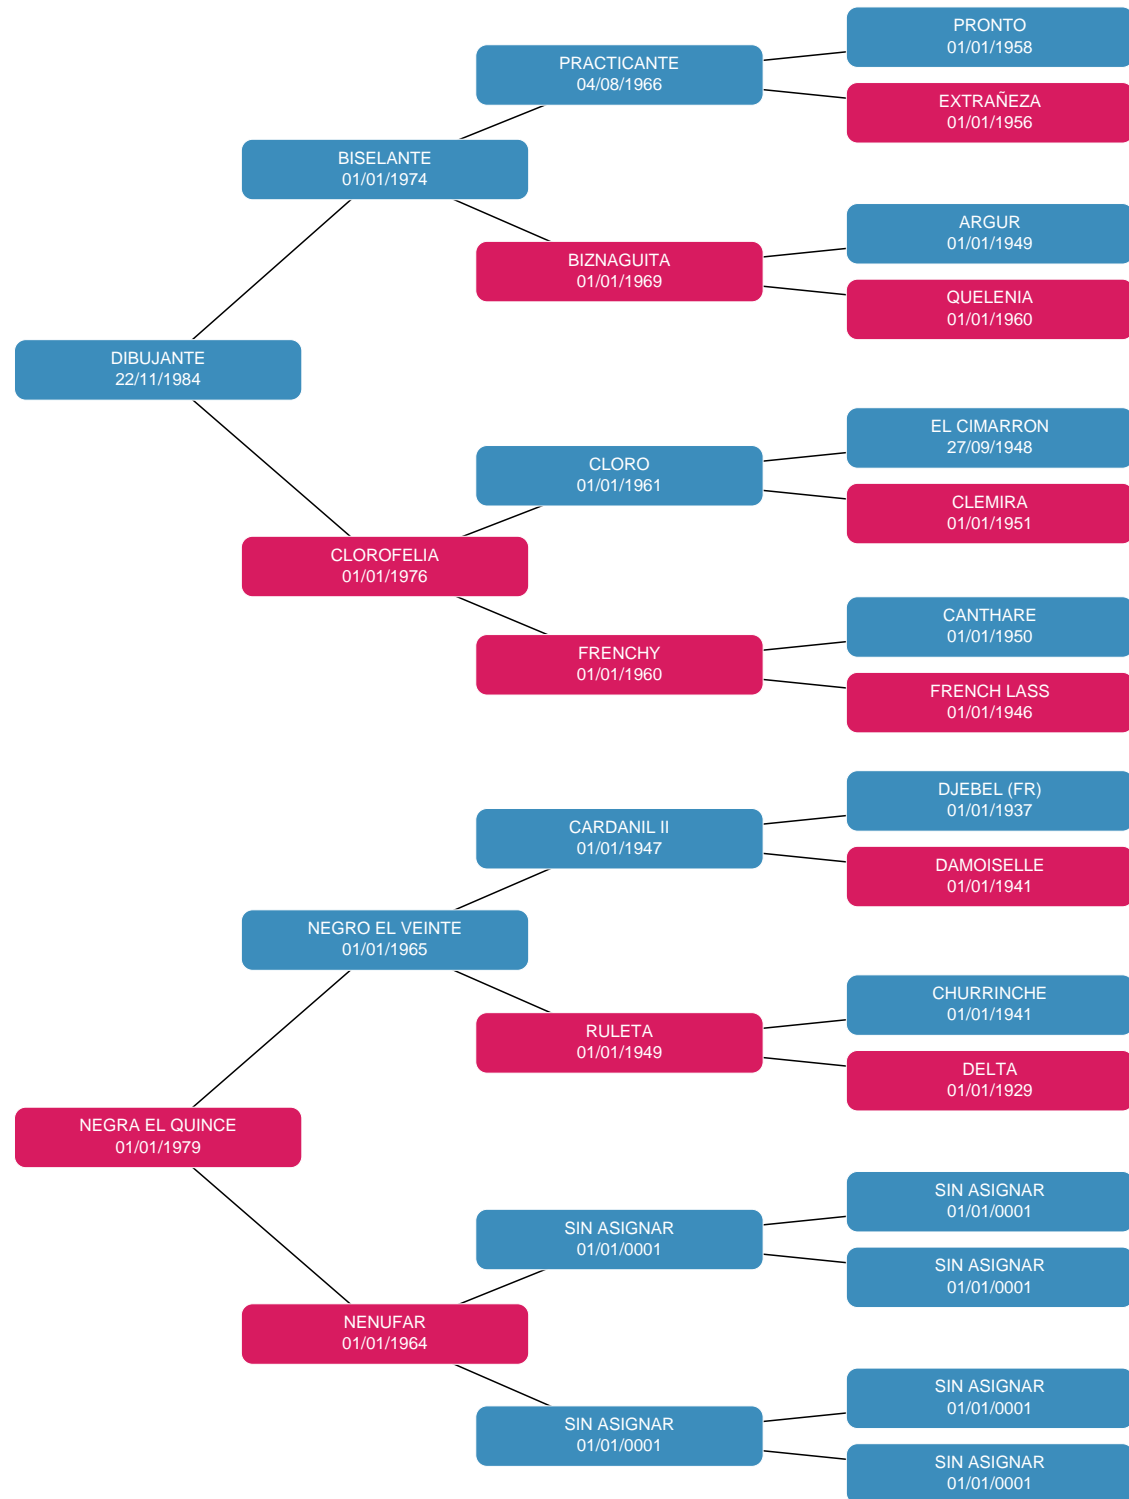 PRONTO
01/01/1958
PRACTICANTE
04/08/1966
EXTRAÑEZA
01/01/1956
BISELANTE
01/01/1974
ARGUR
01/01/1949
BIZNAGUITA
01/01/1969
QUELENIA
01/01/1960
DIBUJANTE
22/11/1984
EL CIMARRON
27/09/1948
CLORO
01/01/1961
CLEMIRA
01/01/1951
CLOROFELIA
01/01/1976
CANTHARE
01/01/1950
FRENCHY
01/01/1960
FRENCH LASS
01/01/1946
DJEBEL (FR)
01/01/1937
CARDANIL II
01/01/1947
DAMOISELLE
01/01/1941
NEGRO EL VEINTE
01/01/1965
CHURRINCHE
01/01/1941
RULETA
01/01/1949
DELTA
01/01/1929
NEGRA EL QUINCE
01/01/1979
SIN ASIGNAR
01/01/0001
SIN ASIGNAR
01/01/0001
SIN ASIGNAR
01/01/0001
NENUFAR
01/01/1964
SIN ASIGNAR
01/01/0001
SIN ASIGNAR
01/01/0001
SIN ASIGNAR
01/01/0001